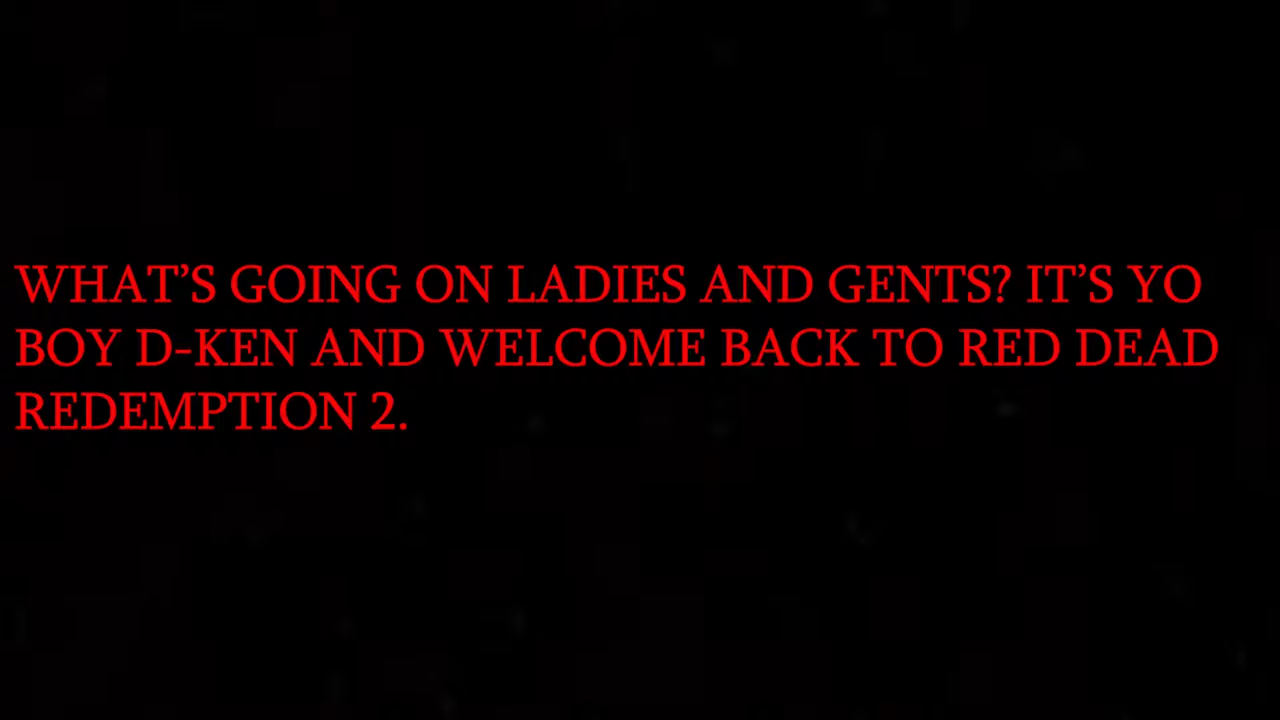 WHAT’S GOING ON LADIES AND GENTS? IT’S YO
BOY D-KEN AND WELCOME BACK TO RED DEAD
REDEMPTION 2.